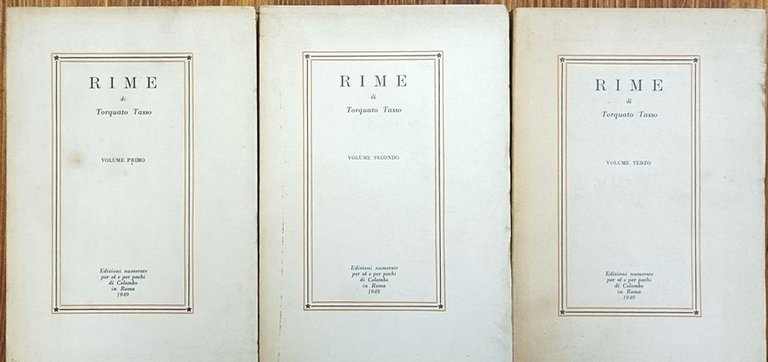 RIME
di
Torquato Tasso
VOLUME PRIMO
Edizioni numerate
per sé e per pochi
di Colombo
in Roma
1949
RIME
di
Torquato Tasso
VOLUME SECONDO
Edizioni numerate
per sé e per pochi
di Colombo
in Roma
1949
RIME
di
Torquato Tasso
VOLUME TERZO
Edizioni numerate
per sé e per pochi
di Colombo
in Roma
1949